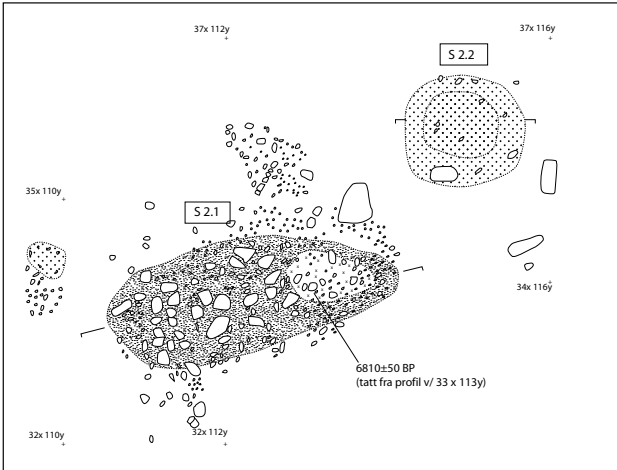 37x 112y
37x 116y
S 2.2
35x 110y
S 2.1
34x 116y
6810±50 BP
(tatt fra profil v/ 33 x 113y)
32x 110y
32x 112y